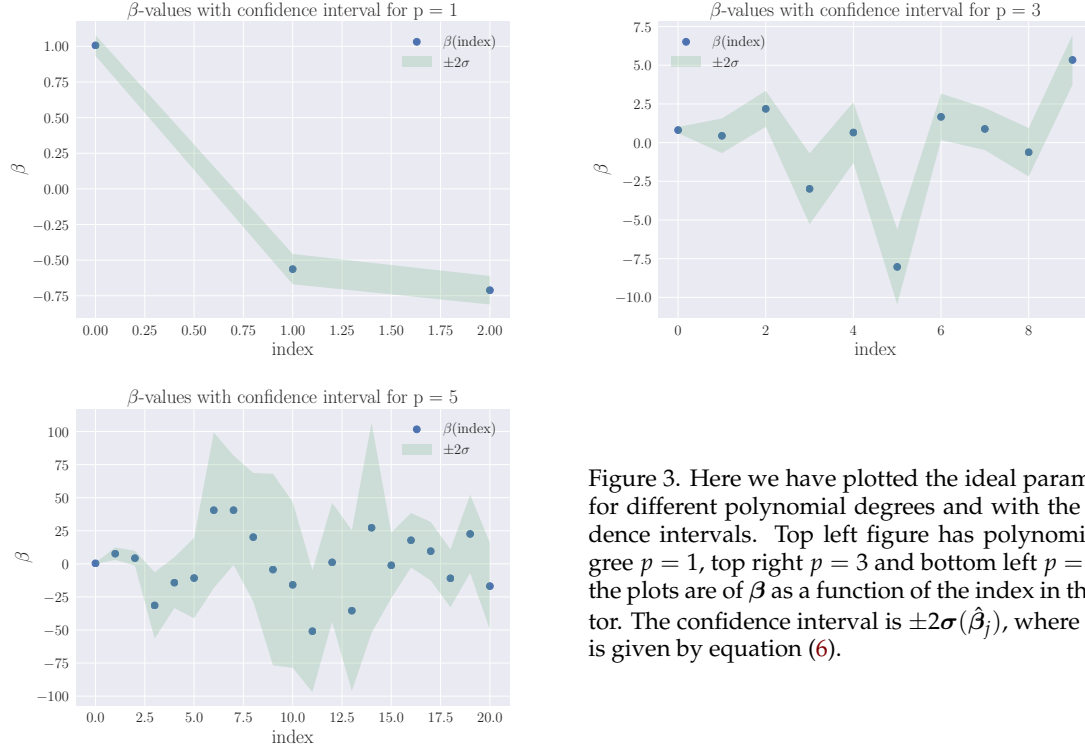 β-values with confidence interval for p = 1
β(index)
±2σ
1.00
0.75
0.50
0.25
0.00
−0.25
−0.50
−0.75
β
0.00 0.25 0.50 0.75 1.00 1.25 1.50 1.75 2.00
index
β-values with confidence interval for p = 3
β(index)
±2σ
7.5
5.0
2.5
0.0
−2.5
−5.0
−7.5
−10.0
β
0 2 4 6 8
index
β-values with confidence interval for p = 5
β(index)
±2σ
100
75
50
25
0
−25
−50
−75
−100
β
0.0 2.5 5.0 7.5 10.0 12.5 15.0 17.5 20.0
index
Figure 3. Here we have plotted the ideal param
for different polynomial degrees and with the
dence intervals. Top left figure has polynomi
gree p = 1, top right p = 3 and bottom left p =
the plots are of β as a function of the index in th
tor. The confidence interval is ±2σ(β̂j), where
is given by equation (6).